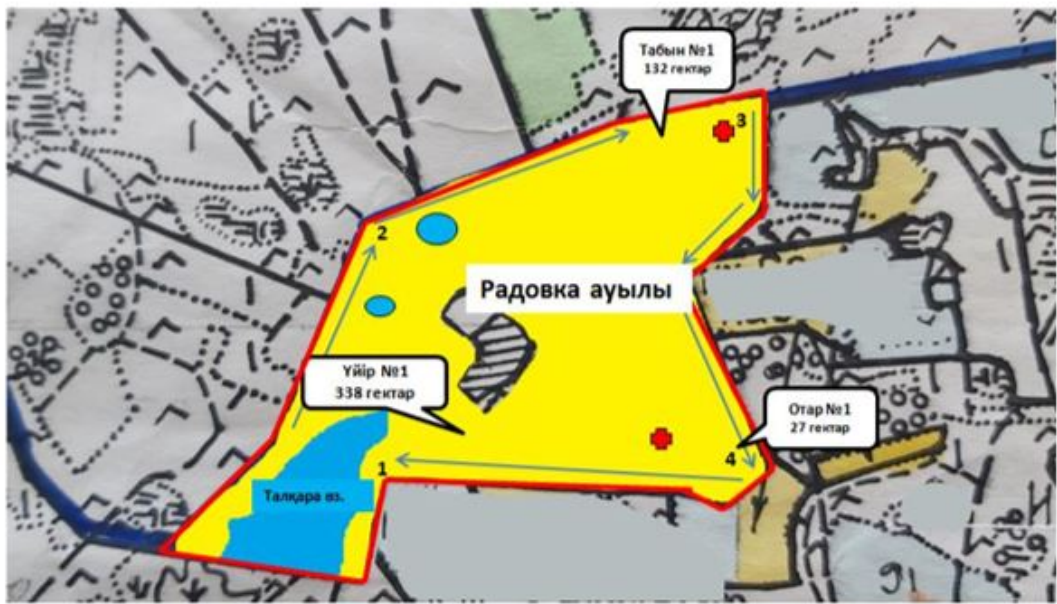 Табын №1
132 гектар
3
2
Радовка ауылы
Үйір №1
338 гектар
Отар №1
27 гектар
4
1
Талқара вз.